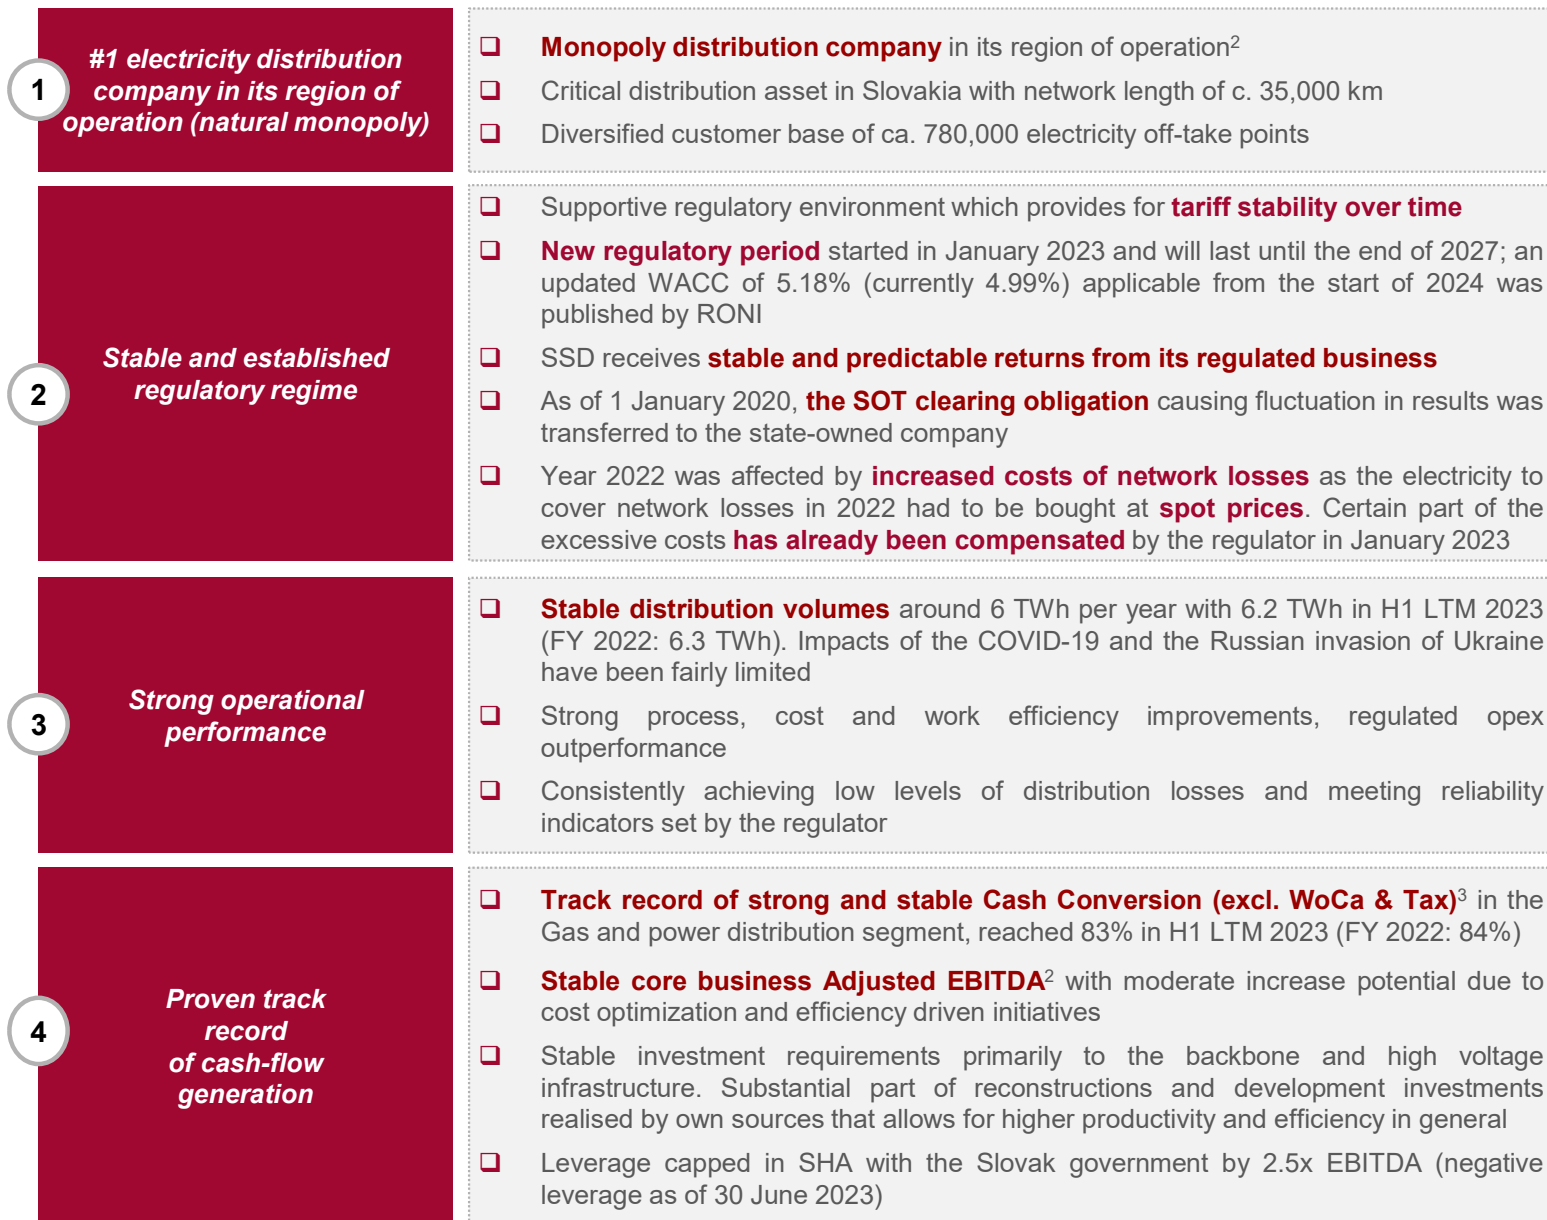 1
#1 electricity distribution
company in its region of
operation (natural monopoly)
❑ Monopoly distribution company in its region of operation²
❑ Critical distribution asset in Slovakia with network length of c. 35,000 km
❑ Diversified customer base of ca. 780,000 electricity off-take points
2
Stable and established
regulatory regime
❑ Supportive regulatory environment which provides for tariff stability over time
❑ New regulatory period started in January 2023 and will last until the end of 2027; an
updated WACC of 5.18% (currently 4.99%) applicable from the start of 2024 was
published by RONI
❑ SSD receives stable and predictable returns from its regulated business
❑ As of 1 January 2020, the SOT clearing obligation causing fluctuation in results was
transferred to the state-owned company
❑ Year 2022 was affected by increased costs of network losses as the electricity to
cover network losses in 2022 had to be bought at spot prices. Certain part of the
excessive costs has already been compensated by the regulator in January 2023
3
Strong operational
performance
❑ Stable distribution volumes around 6 TWh per year with 6.2 TWh in H1 LTM 2023
(FY 2022: 6.3 TWh). Impacts of the COVID-19 and the Russian invasion of Ukraine
have been fairly limited
❑ Strong process, cost and work efficiency improvements, regulated opex
outperformance
❑ Consistently achieving low levels of distribution losses and meeting reliability
indicators set by the regulator
4
Proven track
record
of cash-flow
generation
❑ Track record of strong and stable Cash Conversion (excl. WoCa & Tax)³ in the
Gas and power distribution segment, reached 83% in H1 LTM 2023 (FY 2022: 84%)
❑ Stable core business Adjusted EBITDA² with moderate increase potential due to
cost optimization and efficiency driven initiatives
❑ Stable investment requirements primarily to the backbone and high voltage
infrastructure. Substantial part of reconstructions and development investments
realised by own sources that allows for higher productivity and efficiency in general
❑ Leverage capped in SHA with the Slovak government by 2.5x EBITDA (negative
leverage as of 30 June 2023)